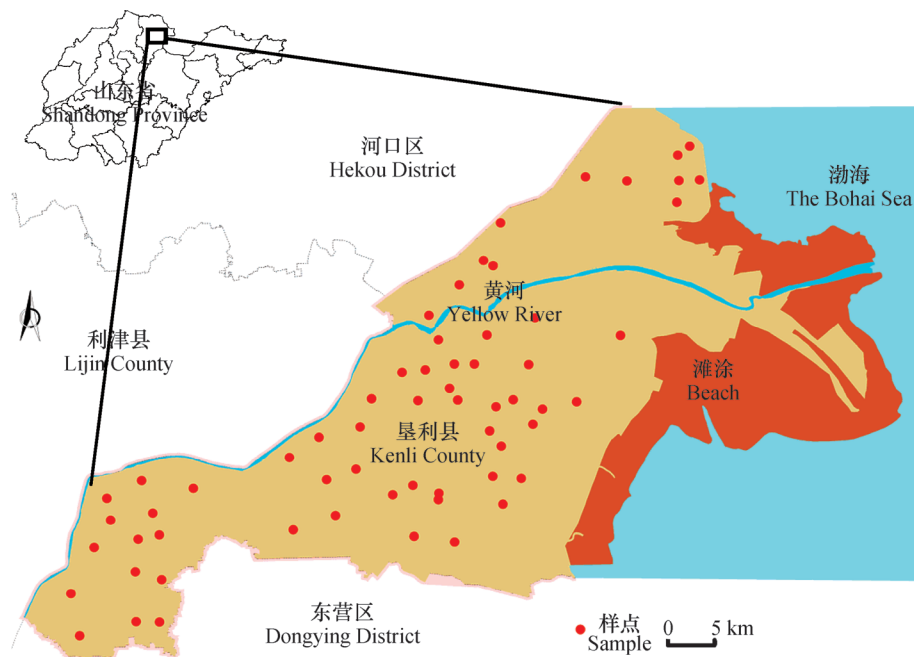 山东省
Shandong Province
河口区
Hekou District
渤海
The Bohai Sea
黄河
Yellow River
利津县
Lijin County
滩涂
Beach
垦利县
Kenli County
东营区
Dongying District
样点
Sample
0 5 km